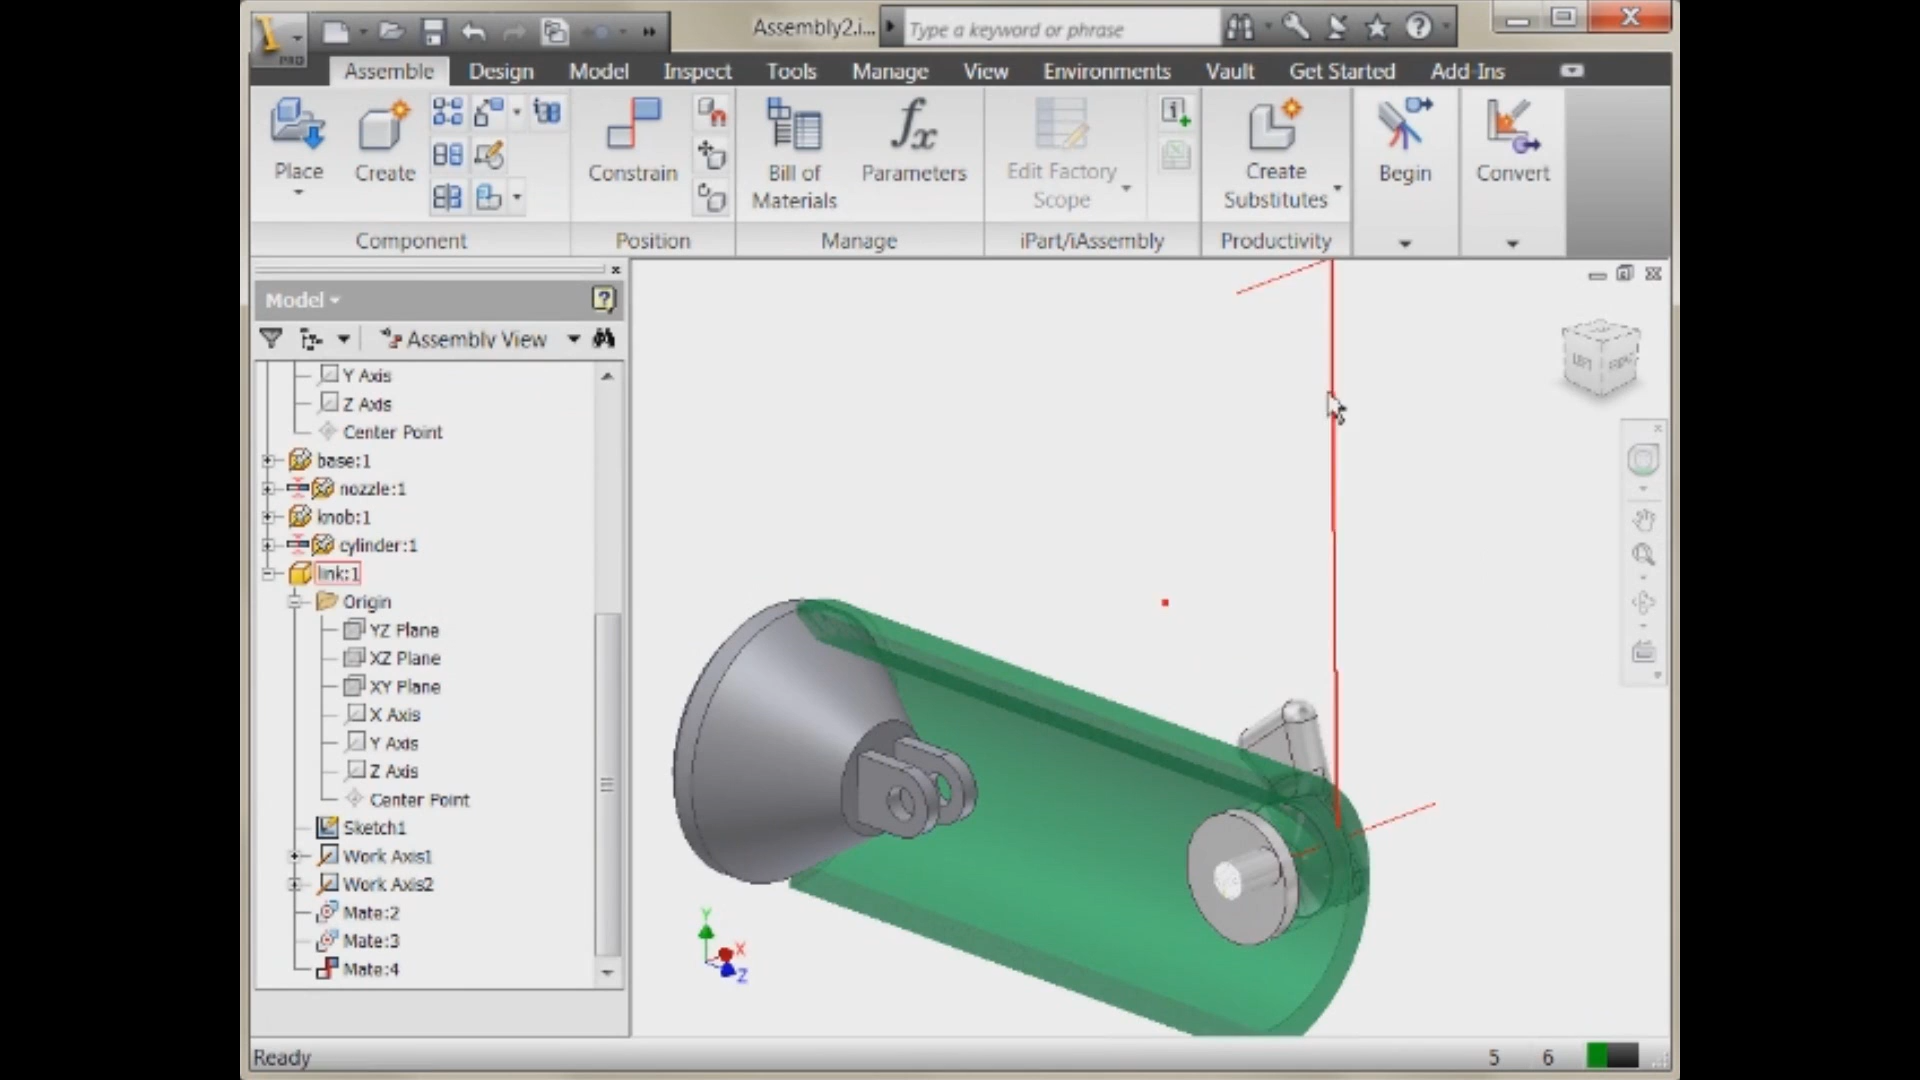 PRO
Assembly2.i...
Type a keyword or phrase
Assemble Design Model Inspect Tools Manage View Environments Vault Get Started Add-Ins
Place
Create
Constrain
Bill of
Materials
fx
Parameters
Edit Factory
Scope
Create
Substitutes
Begin
Convert
Component Position Manage iPart/iAssembly Productivity
Model
Assembly View
Y Axis
Z Axis
Center Point
base:1
nozzle:1
knob:1
cylinder:1
link:1
Origin
YZ Plane
XZ Plane
XY Plane
X Axis
Y Axis
Z Axis
Center Point
Sketch1
Work Axis1
Work Axis2
Mate:2
Mate:3
Mate:4
LEFT
Y
X
Z
Ready
5 6